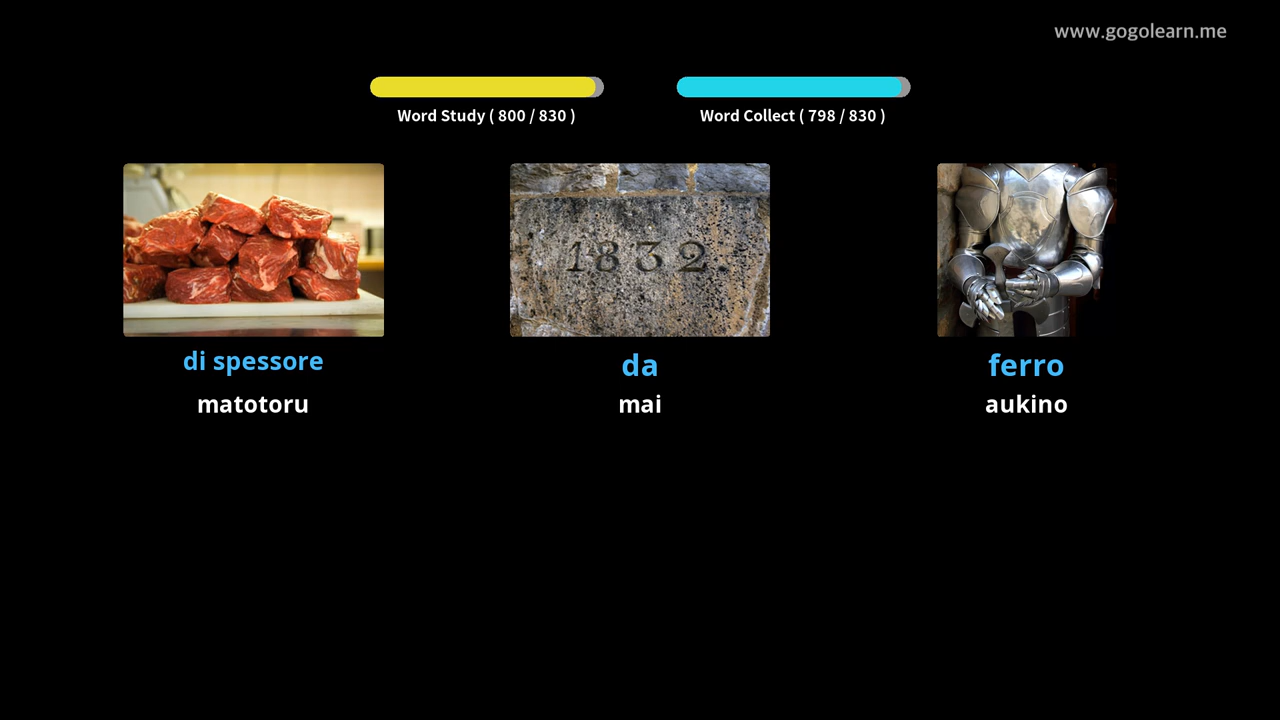 www.gogolearn.me
Word Study ( 800 / 830 )
Word Collect ( 798 / 830 )
1832
di spessore
da
ferro
matotoru
mai
aukino